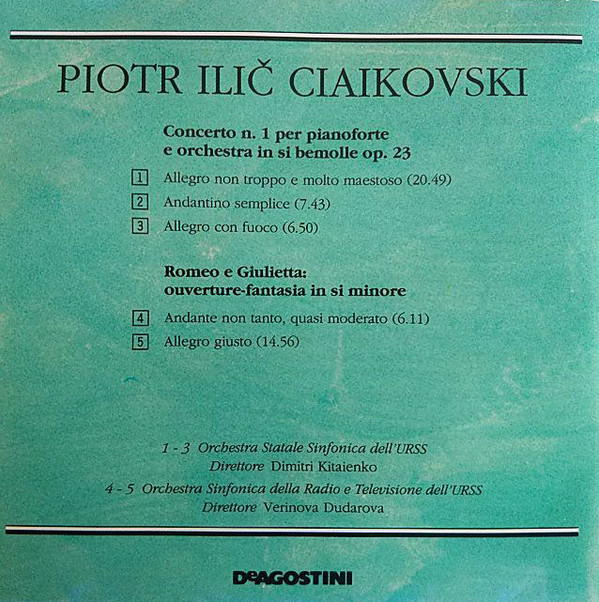 PIOTR ILIČ CIAIKOVSKI
Concerto n. 1 per pianoforte
e orchestra in si bemolle op. 23
1 Allegro non troppo e molto maestoso (20.49)
2 Andantino semplice (7.43)
3 Allegro con fuoco (6.50)
Romeo e Giulietta:
ouverture-fantasia in si minore
4 Andante non tanto, quasi moderato (6.11)
5 Allegro giusto (14.56)
1 - 3 Orchestra Statale Sinfonica dell'URSS
Direttore Dimitri Kitaienko
4 - 5 Orchestra Sinfonica della Radio e Televisione dell'URSS
Direttore Verinova Dudarova
DeAGOSTINI